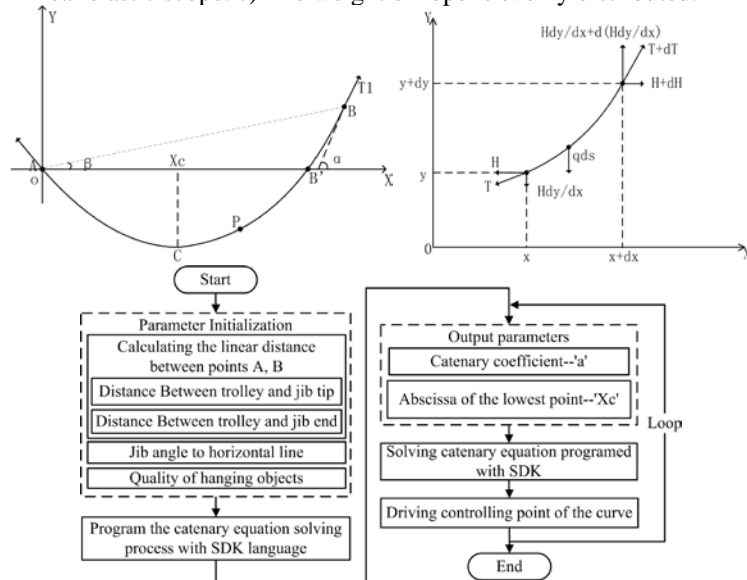 Y
T1
B
A
β
Xc
B'
α
X
O
P
C
Y
Hdy/dx+d(Hdy/dx)
T+dT
y+dy
H+dH
qds
H
y
T
Hdy/dx
O
x
x+dx
Start
Parameter Initialization
Calculating the linear distance
between points A, B
Distance Between trolley and jib tip
Distance Between trolley and jib end
Jib angle to horizontal line
Quality of hanging objects
Program the catenary equation solving
process with SDK language
Output parameters
Catenary coefficient--'a'
Abscissa of the lowest point--'Xc'
Loop
Solving catenary equation programed
with SDK
Driving controlling point of the curve
End